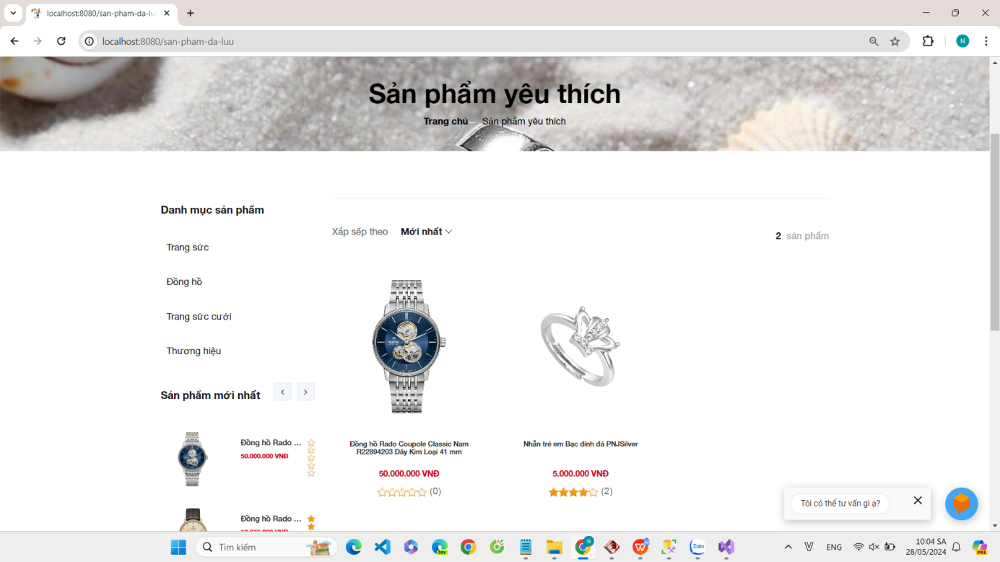 localhost:8080/san-pham-da-lu
localhost:8080/san-pham-da-luu
N
Sản phẩm yêu thích
Trang chủ – Sản phẩm yêu thích
Danh mục sản phẩm
Trang sức
Đồng hồ
Trang sức cưới
Thương hiệu
Sản phẩm mới nhất
Đồng hồ Rado ...
50.000.000 VNĐ
Đồng hồ Rado ...
Xắp sếp theo Mới nhất
2 sản phẩm
Đồng hồ Rado Coupole Classic Nam
R22894203 Dây Kim Loại 41 mm
50.000.000 VNĐ
(0)
Nhẫn trẻ em Bạc đính đá PNJSilver
5.000.000 VNĐ
(2)
Tôi có thể tư vấn gì ạ?
Tìm kiếm
DEV
N
Zalo
ENG
10:04 SA
28/05/2024
PRE